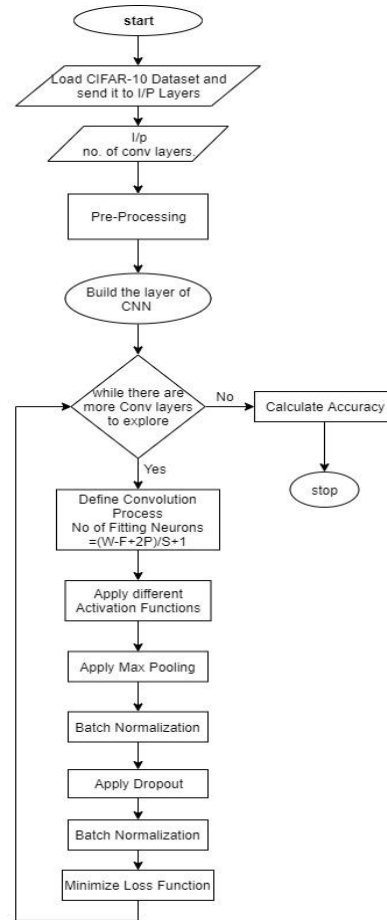 start
Load CIFAR-10 Dataset and
send it to I/P Layers
I/p
no. of conv layers.
Pre-Processing
Build the layer of
CNN
while there are
more Conv layers
to explore
No
Calculate Accuracy
stop
Yes
Define Convolution
Process
No of Fitting Neurons
=(W-F+2P)/S+1
Apply different
Activation Functions
Apply Max Pooling
Batch Normalization
Apply Dropout
Batch Normalization
Minimize Loss Function